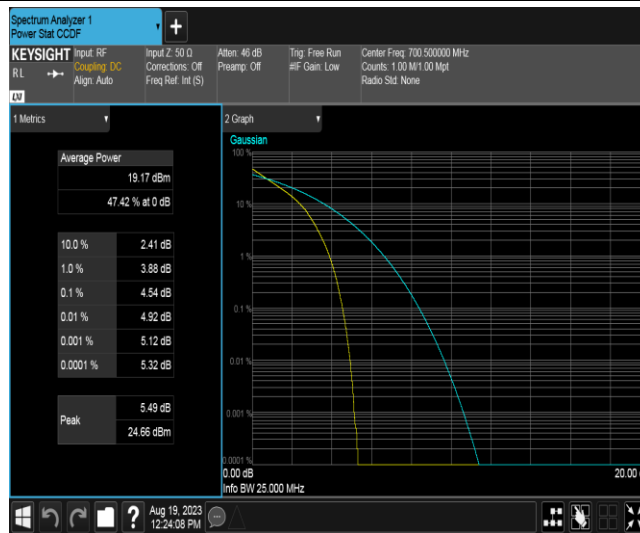 Spectrum Analyzer 1
Power Stat CCDF
+
KEYSIGHT
RL
LXI
Input: RF
Coupling: DC
Align: Auto
Input Z: 50 Ω
Corrections: Off
Freq Ref: Int (S)
Atten: 46 dB
Preamp: Off
Trig: Free Run
#IF Gain: Low
Center Freq: 700.500000 MHz
Counts: 1.00 M/1.00 Mpt
Radio Std: None
1 Metrics
Average Power
19.17 dBm
47.42 % at 0 dB
10.0 % 2.41 dB
1.0 % 3.88 dB
0.1 % 4.54 dB
0.01 % 4.92 dB
0.001 % 5.12 dB
0.0001 % 5.32 dB
Peak
5.49 dB
24.66 dBm
2 Graph
Gaussian
100 %
10 %
1 %
0.1 %
0.01 %
0.001 %
0.0001 %
0.00 dB
20.00
Info BW 25.000 MHz
?
Aug 19, 2023
12:24:08 PM